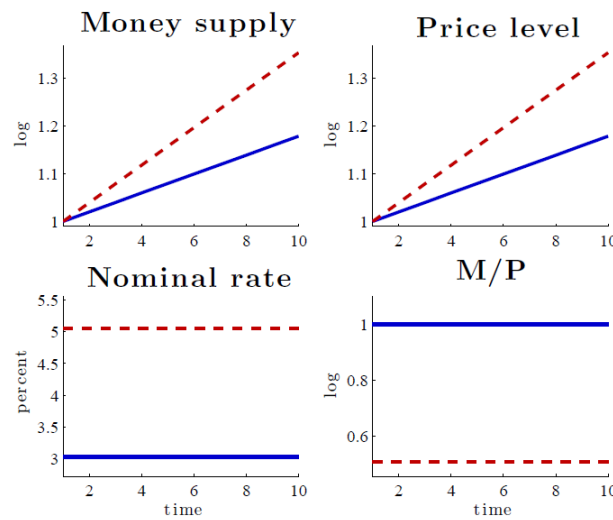 Money supply
log
1.3
1.2
1.1
1
2 4 6 8 10
Price level
log
1.3
1.2
1.1
1
2 4 6 8 10
Nominal rate
percent
5.5
5
4.5
4
3.5
3
2 4 6 8 10
time
M/P
log
1
0.8
0.6
2 4 6 8 10
time